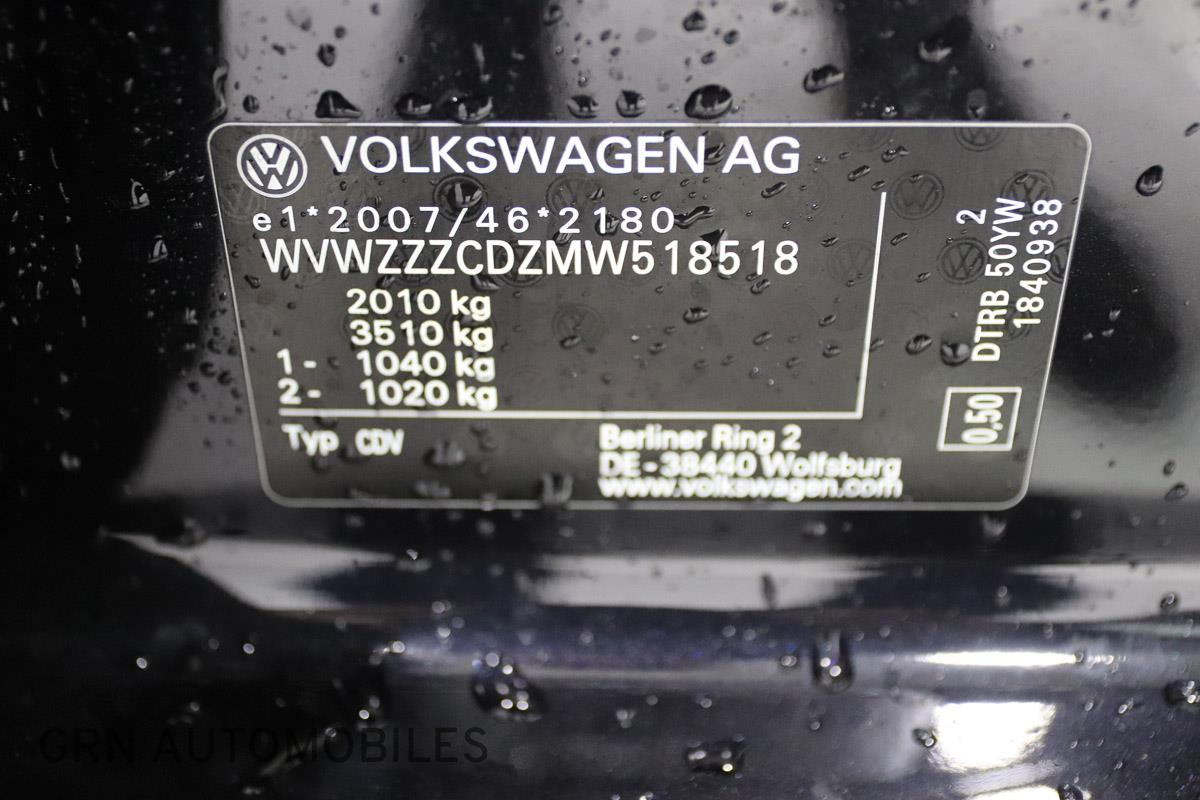 VOLKSWAGEN AG
e1*2007/46*2180
WVWZZZCDZMW518518
2010 kg
3510 kg
1- 1040 kg
2- 1020 kg
Typ CDV
Berliner Ring 2
DE-38440 Wolfsburg
www.volkswagen.com
2
DTRB 50YW
1840938
0,50
GRN AUTOMOBILES